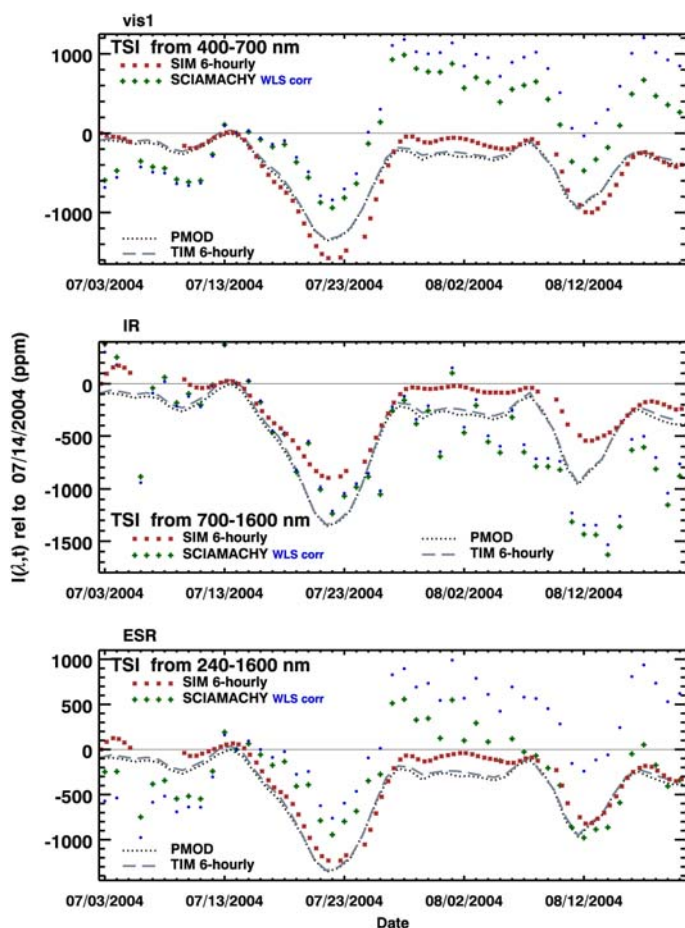 vis1
TSI from 400-700 nm
SIM 6-hourly
SCIAMACHY WLS corr
1000
0
-1000
PMOD
TIM 6-hourly
07/03/2004 07/13/2004 07/23/2004 08/02/2004 08/12/2004
IR
0
-500
-1000
-1500
TSI from 700-1600 nm
SIM 6-hourly
SCIAMACHY WLS corr
PMOD
TIM 6-hourly
07/03/2004 07/13/2004 07/23/2004 08/02/2004 08/12/2004
I(λ,t) rel to 07/14/2004 (ppm)
ESR
TSI from 240-1600 nm
SIM 6-hourly
SCIAMACHY WLS corr
1000
500
0
-500
-1000
PMOD
TIM 6-hourly
07/03/2004 07/13/2004 07/23/2004 08/02/2004 08/12/2004
Date